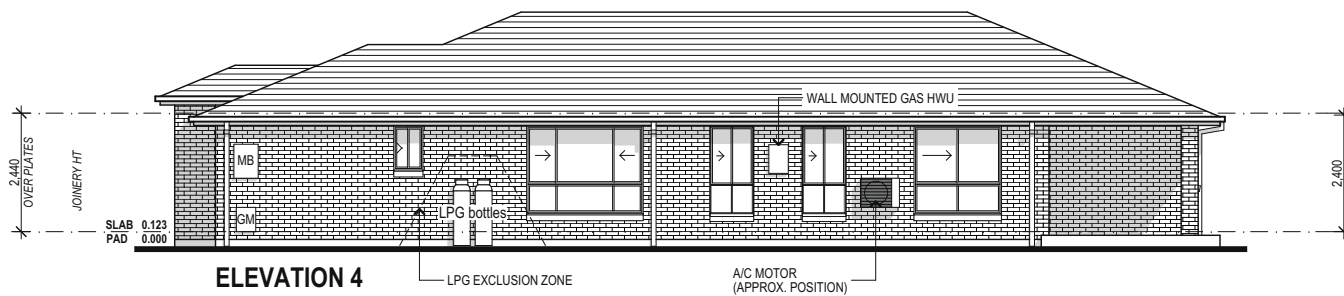 WALL MOUNTED GAS HWU
2,440
OVER PLATES
JOINERY HT
MB
GM
LPG bottles
2,400
SLAB 0.123
PAD 0.000
ELEVATION 4
LPG EXCLUSION ZONE
A/C MOTOR
(APPROX. POSITION)